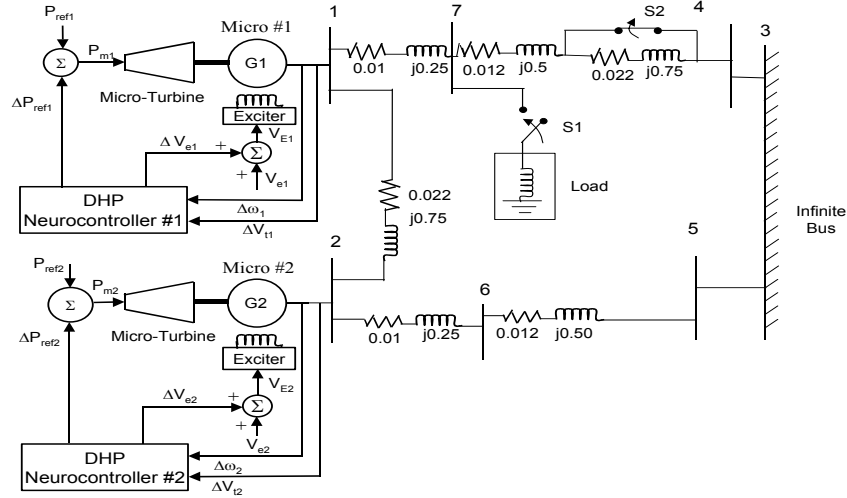 P_ref1
Micro #1
1
7
S2
4
3
Σ
P_m1
G1
0.01
j0.25
0.012
j0.5
0.022
j0.75
Micro-Turbine
ΔP_ref1
Exciter
V_E1
ΔV_e1
+
Σ
+
V_e1
S1
Load
DHP
Neurocontroller #1
Δω_1
ΔV_t1
0.022
j0.75
Infinite
Bus
2
5
P_ref2
Micro #2
6
P_m2
Σ
G2
0.01
j0.25
0.012
j0.50
ΔP_ref2
Micro-Turbine
Exciter
V_E2
ΔV_e2
+
Σ
+
V_e2
DHP
Neurocontroller #2
Δω_2
ΔV_t2